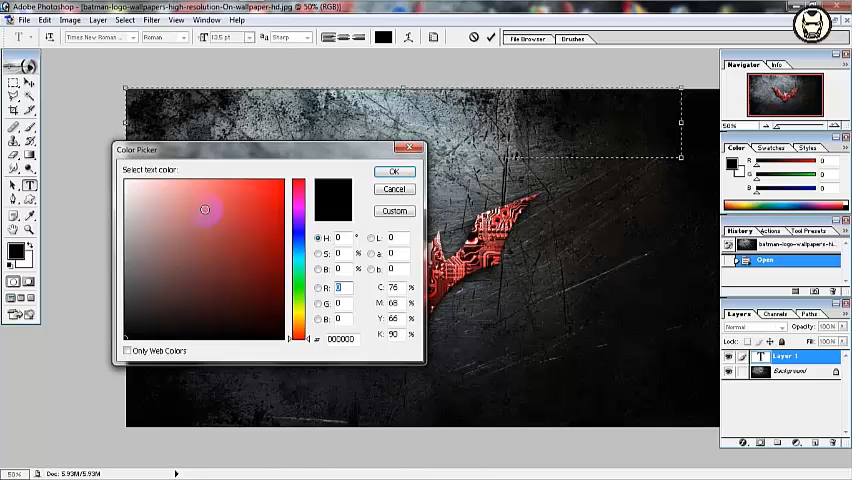 Adobe Photoshop - [batman-logo-wallpapers-high-resolution-On-wallpaper-hd.jpg @ 50% (RGB)]
File Edit Image Layer Select Filter View Window Help
Times New Roman... Roman 13.5 pt aa Sharp File Browser Brushes
Navigator Info
50%
Color Swatches Styles
R 0
G 0
B 0
History Actions Tool Presets
batman-logo-wallpapers-hi...
Open
Layers Channels Paths
Normal Opacity: 100%
Lock: Fill: 100%
T Layer 1
Background
Color Picker
Select text color:
OK
Cancel
Custom
H: 0 ° L: 0
S: 0 % a: 0
B: 0 % b: 0
R: 0 C: 76 %
G: 0 M: 68 %
B: 0 Y: 66 %
K: 90 %
# 000000
Only Web Colors
50% Doc: 5.93M/5.93M